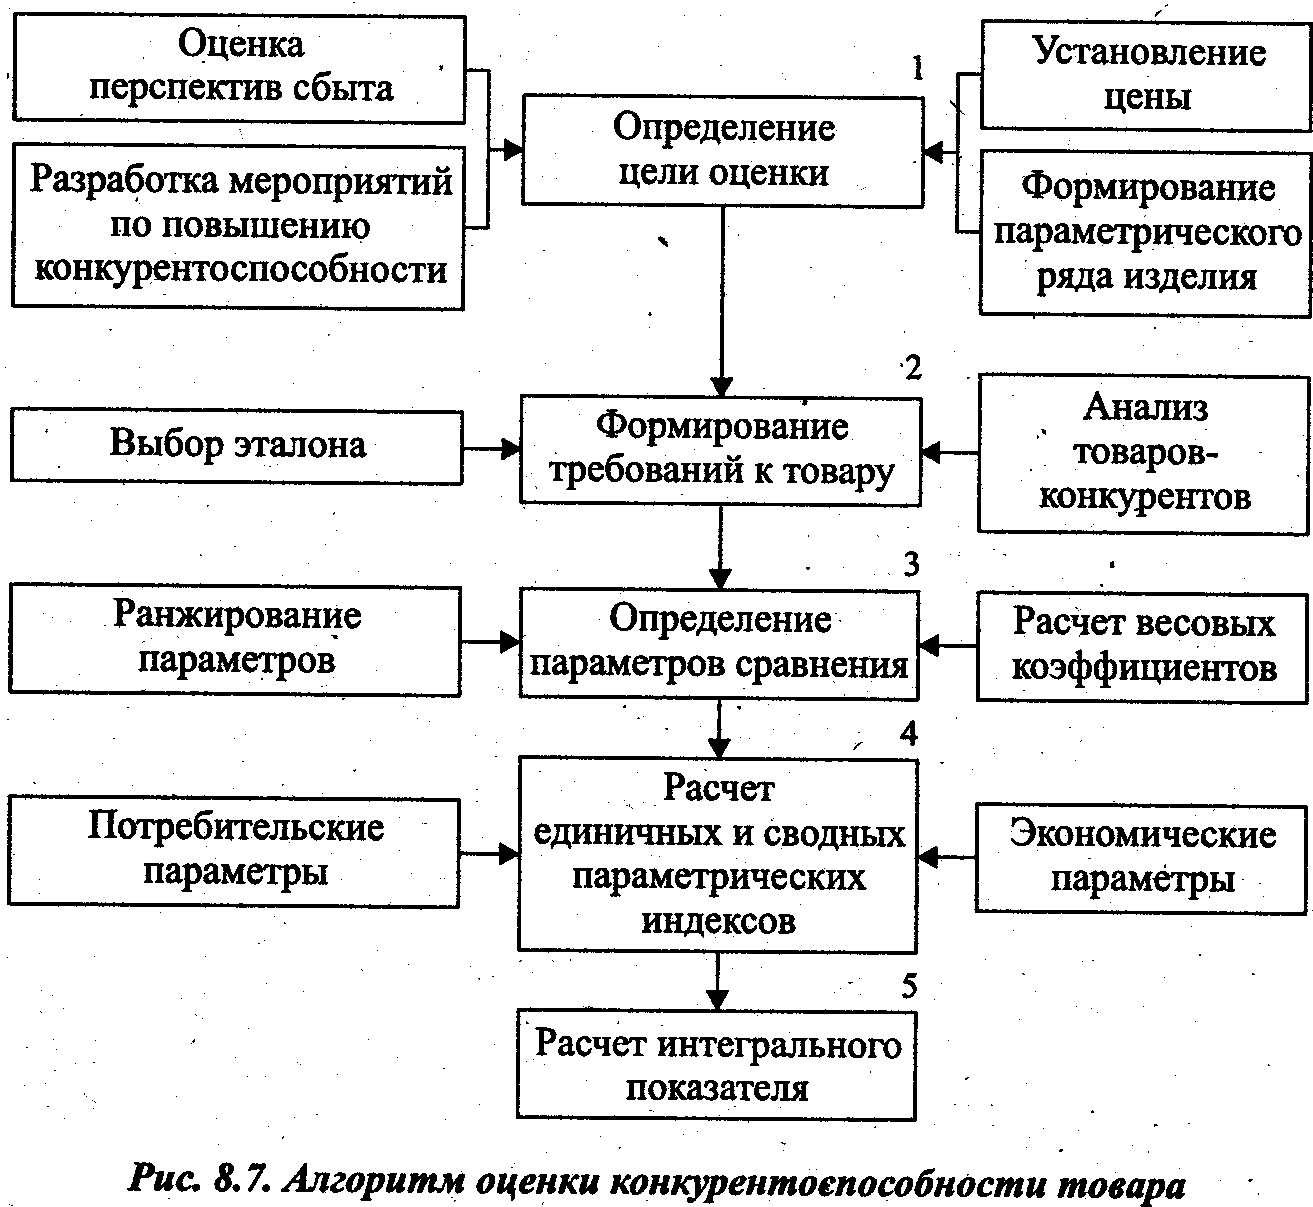 Оценка
перспектив сбыта
Разработка мероприятий
по повышению
конкурентоспособности
1
Определение
цели оценки
Установление
цены
Формирование
параметрического
ряда изделия
Выбор эталона
2
Формирование
требований к товару
Анализ
товаров-
конкурентов
Ранжирование
параметров
3
Определение
параметров сравнения
Расчет весовых
коэффициентов
Потребительские
параметры
4
Расчет
единичных и сводных
параметрических
индексов
Экономические
параметры
5
Расчет интегрального
показателя
Рис. 8.7. Алгоритм оценки конкурентоспособности товара